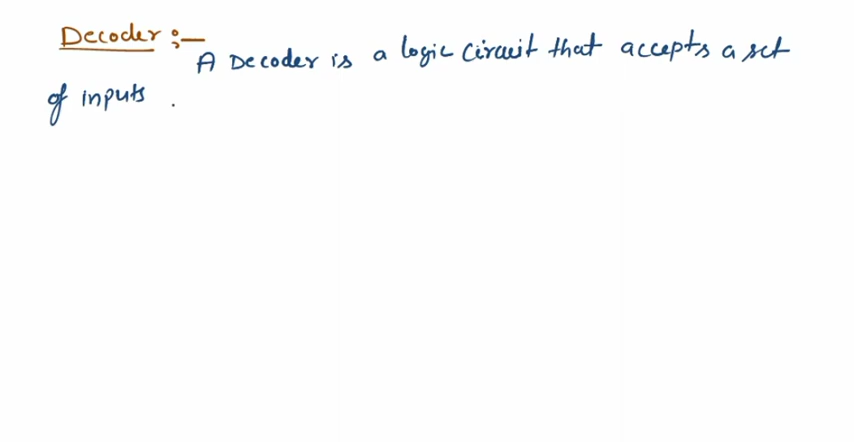 Decoder :-
A Decoder is a logic circuit that accepts a set
of inputs .